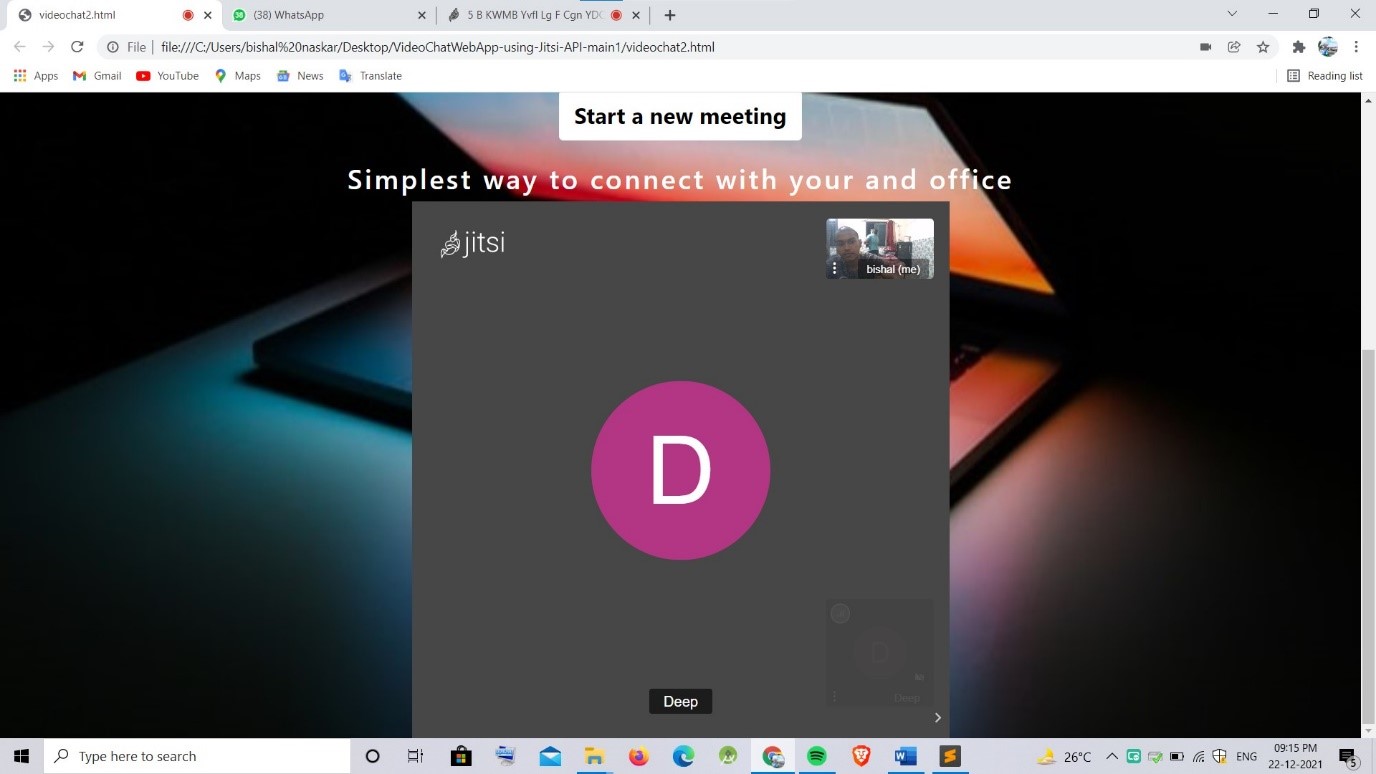 videochat2.html
(38) WhatsApp
5 B KWMB Yvfl Lg F Cgn YDC
File
file:///C:/Users/bishal%20naskar/Desktop/VideoChatWebApp-using-Jitsi-API-main1/videochat2.html
Apps
Gmail
YouTube
Maps
News
Translate
Reading list
Start a new meeting
Simplest way to connect with your and office
jitsi
bishal (me)
D
D
Deep
Deep
Type here to search
26°C
ENG
09:15 PM
22-12-2021
5